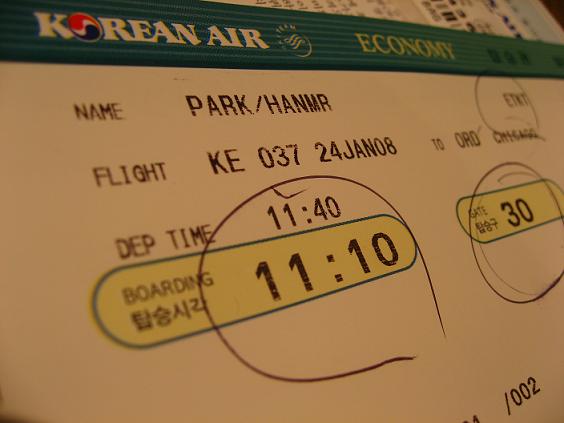 KOREAN AIR ECONOMY
NAME PARK/HANMR ETKT
FLIGHT KE 037 24JAN08 TO ORD CHICAGO
DEP TIME 11:40
BOARDING 11:10 GATE 30
탑승시각 탑승구
/002